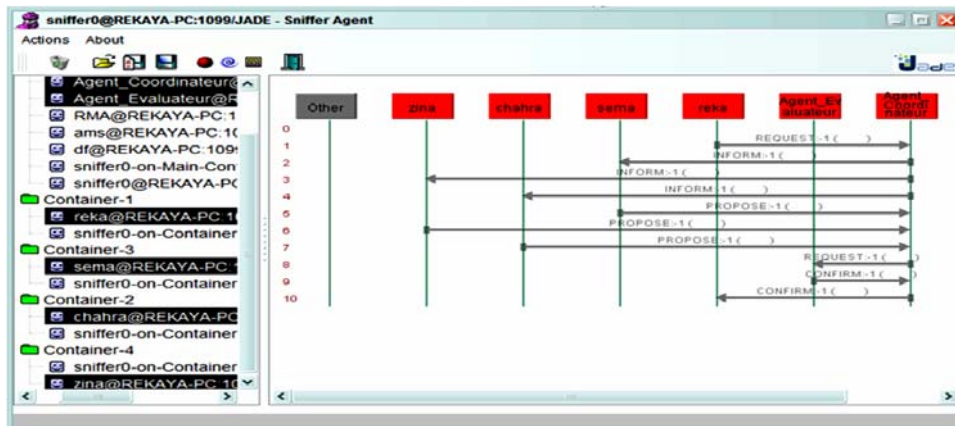 sniffer0@REKAYA-PC:1099/JADE - Sniffer Agent
Actions About
Jade
Agent_Coordinateur@
Agent_Evaluateur@R
RMA@REKAYA-PC:1
ams@REKAYA-PC:10
df@REKAYA-PC:1099
sniffer0-on-Main-Con
sniffer0@REKAYA-PC
Container-1
reka@REKAYA-PC:1
sniffer0-on-Container
Container-3
sema@REKAYA-PC:
sniffer0-on-Container
Container-2
chahra@REKAYA-PC
sniffer0-on-Container
Container-4
sniffer0-on-Container
zina@REKAYA-PC:10
Other zina chahra sema reka Agent_Evaluateur Agent_Coordinateur
0
1 REQUEST:-1 ( )
2 INFORM:-1 ( )
3 INFORM:-1 ( )
4 INFORM:-1 ( )
5 PROPOSE:-1 ( )
6 PROPOSE:-1 ( )
7 PROPOSE:-1 ( )
8 REQUEST:-1 ( )
9 CONFIRM:-1 ( )
10 CONFIRM:-1 ( )